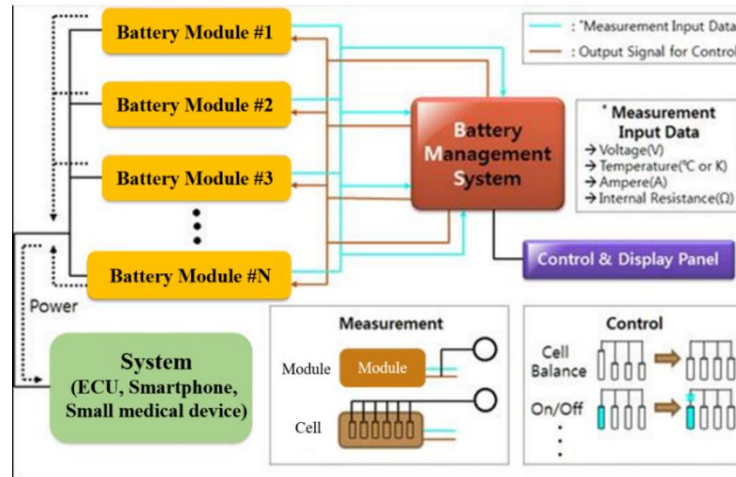 Battery Module #1
Battery Module #2
Battery Module #3
Battery Module #N
: *Measurement Input Data
: Output Signal for Control
Battery
Management
System
* Measurement
Input Data
→ Voltage(V)
→ Temperature(℃ or K)
→ Ampere(A)
→ Internal Resistance(Ω)
Control & Display Panel
Power
System
(ECU, Smartphone,
Small medical device)
Measurement
Module
Module
Cell
Control
Cell
Balance
On/Off